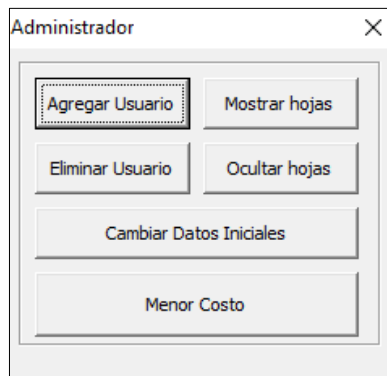 Administrador
Agregar Usuario
Mostrar hojas
Eliminar Usuario
Ocultar hojas
Cambiar Datos Iniciales
Menor Costo